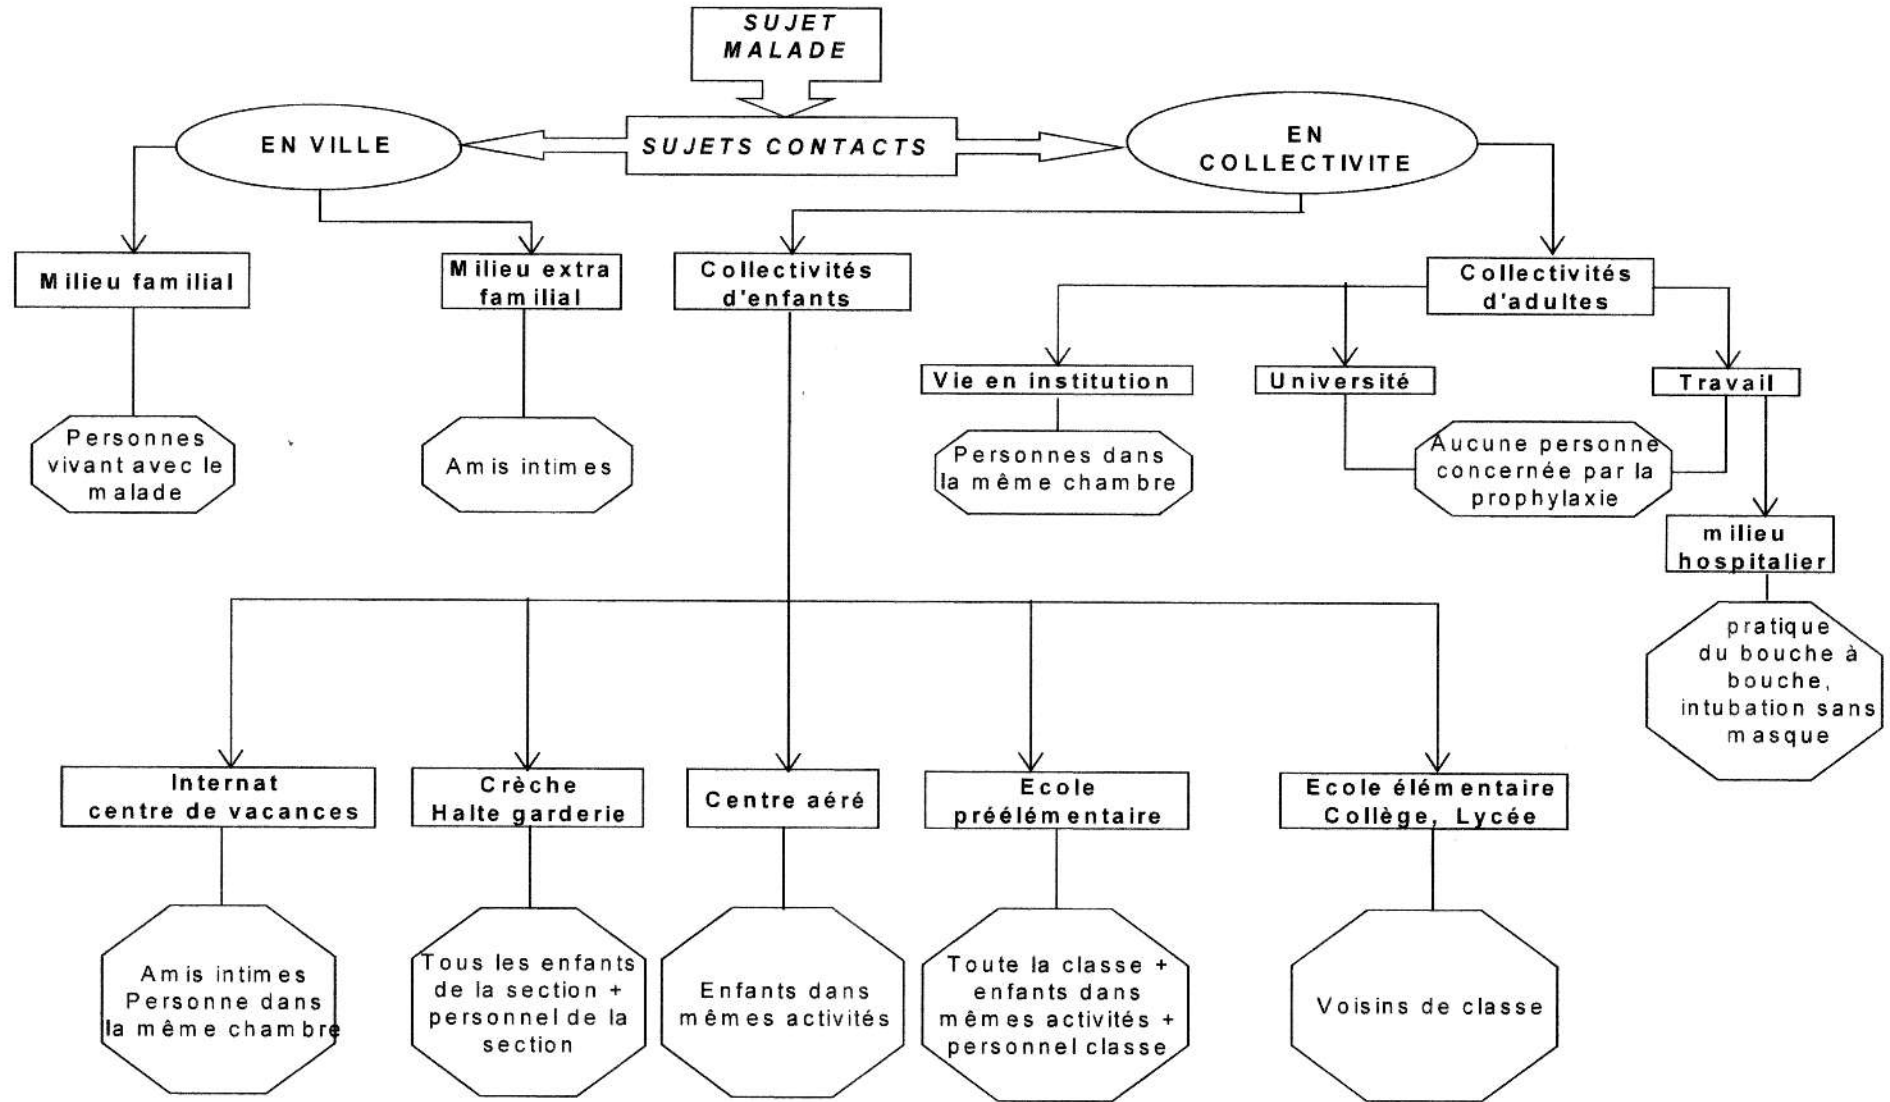 SUJET
MALADE
EN VILLE
SUJETS CONTACTS
EN
COLLECTIVITE
Milieu familial
Milieu extra
familial
Collectivités
d'enfants
Collectivités
d'adultes
Vie en institution
Université
Travail
Personnes
vivant avec le
malade
Amis intimes
Personnes dans
la même chambre
Aucune personne
concernée par la
prophylaxie
milieu
hospitalier
pratique
du bouche à
bouche,
intubation sans
masque
Internat
centre de vacances
Crèche
Halte garderie
Centre aéré
Ecole
préélémentaire
Ecole élémentaire
Collège, Lycée
Amis intimes
Personne dans
la même chambre
Tous les enfants
de la section +
personnel de la
section
Enfants dans
mêmes activités
Toute la classe +
enfants dans
mêmes activités +
personnel classe
Voisins de classe